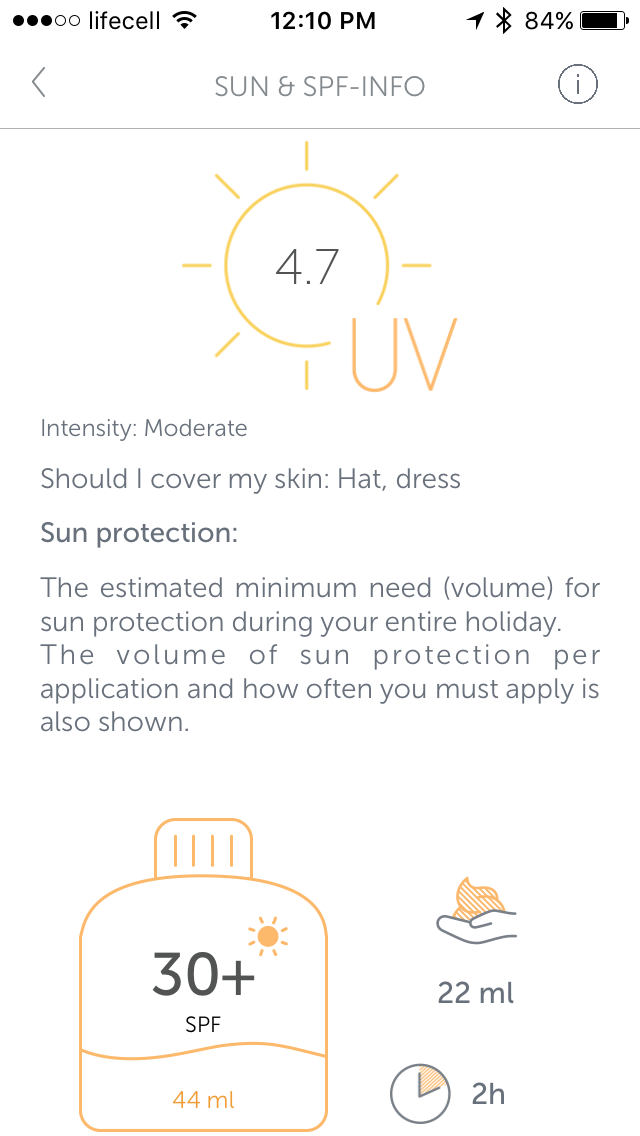 lifecell 12:10 PM 84%
SUN & SPF-INFO i
4.7
UV
Intensity: Moderate
Should I cover my skin: Hat, dress
Sun protection:
The estimated minimum need (volume) for
sun protection during your entire holiday.
The volume of sun protection per
application and how often you must apply is
also shown.
30+
SPF
44 ml
22 ml
2h